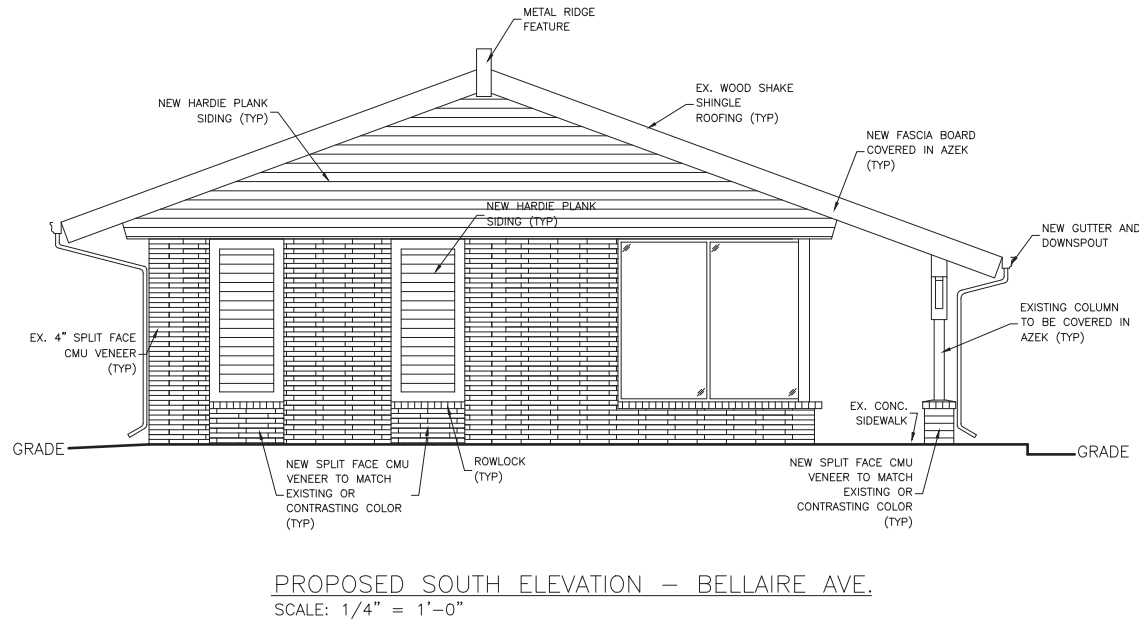 METAL RIDGE
FEATURE
NEW HARDIE PLANK
SIDING (TYP)
EX. WOOD SHAKE
SHINGLE
ROOFING (TYP)
NEW FASCIA BOARD
COVERED IN AZEK
(TYP)
NEW HARDIE PLANK
SIDING (TYP)
NEW GUTTER AND
DOWNSPOUT
EX. 4" SPLIT FACE
CMU VENEER
(TYP)
EXISTING COLUMN
TO BE COVERED IN
AZEK (TYP)
EX. CONC.
SIDEWALK
GRADE
GRADE
NEW SPLIT FACE CMU
VENEER TO MATCH
EXISTING OR
CONTRASTING COLOR
(TYP)
ROWLOCK
(TYP)
NEW SPLIT FACE CMU
VENEER TO MATCH
EXISTING OR
CONTRASTING COLOR
(TYP)
PROPOSED SOUTH ELEVATION – BELLAIRE AVE.
SCALE: 1/4" = 1'-0"